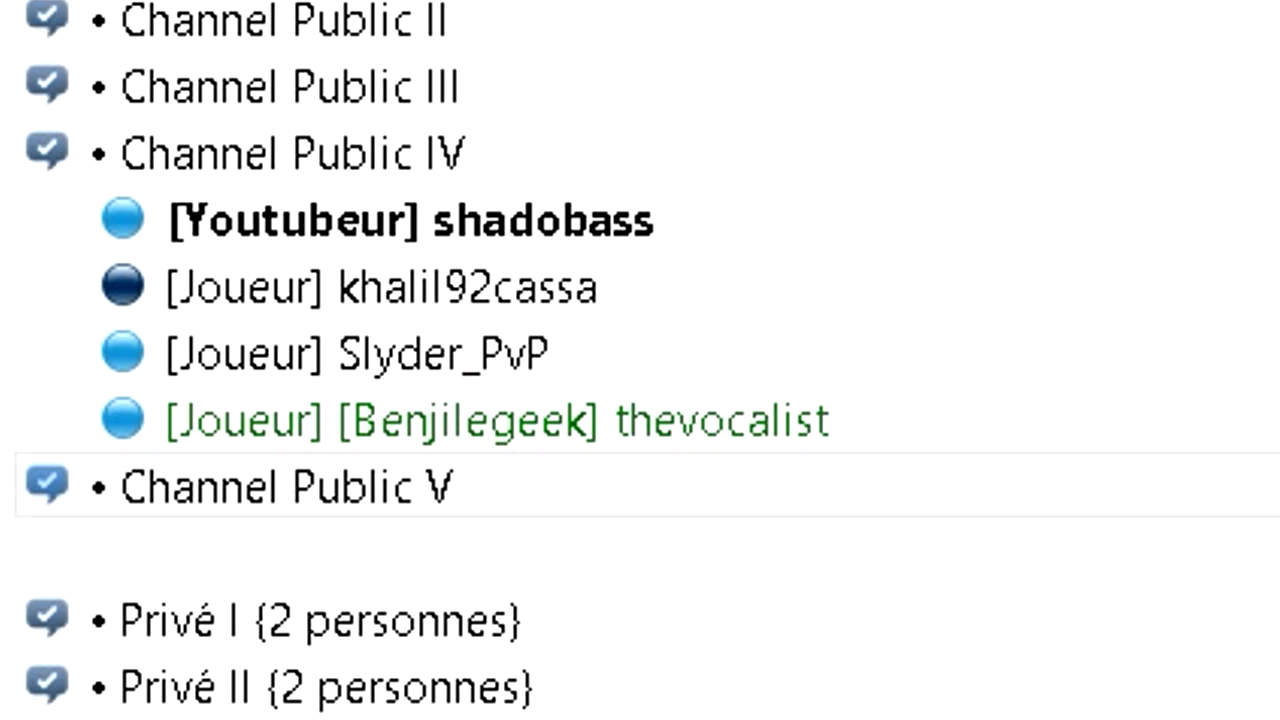 • Channel Public II
• Channel Public III
• Channel Public IV
[Youtubeur] shadobass
[Joueur] khalil92cassa
[Joueur] Slyder_PvP
[Joueur] [Benjilegeek] thevocalist
• Channel Public V
• Privé I {2 personnes}
• Privé II {2 personnes}